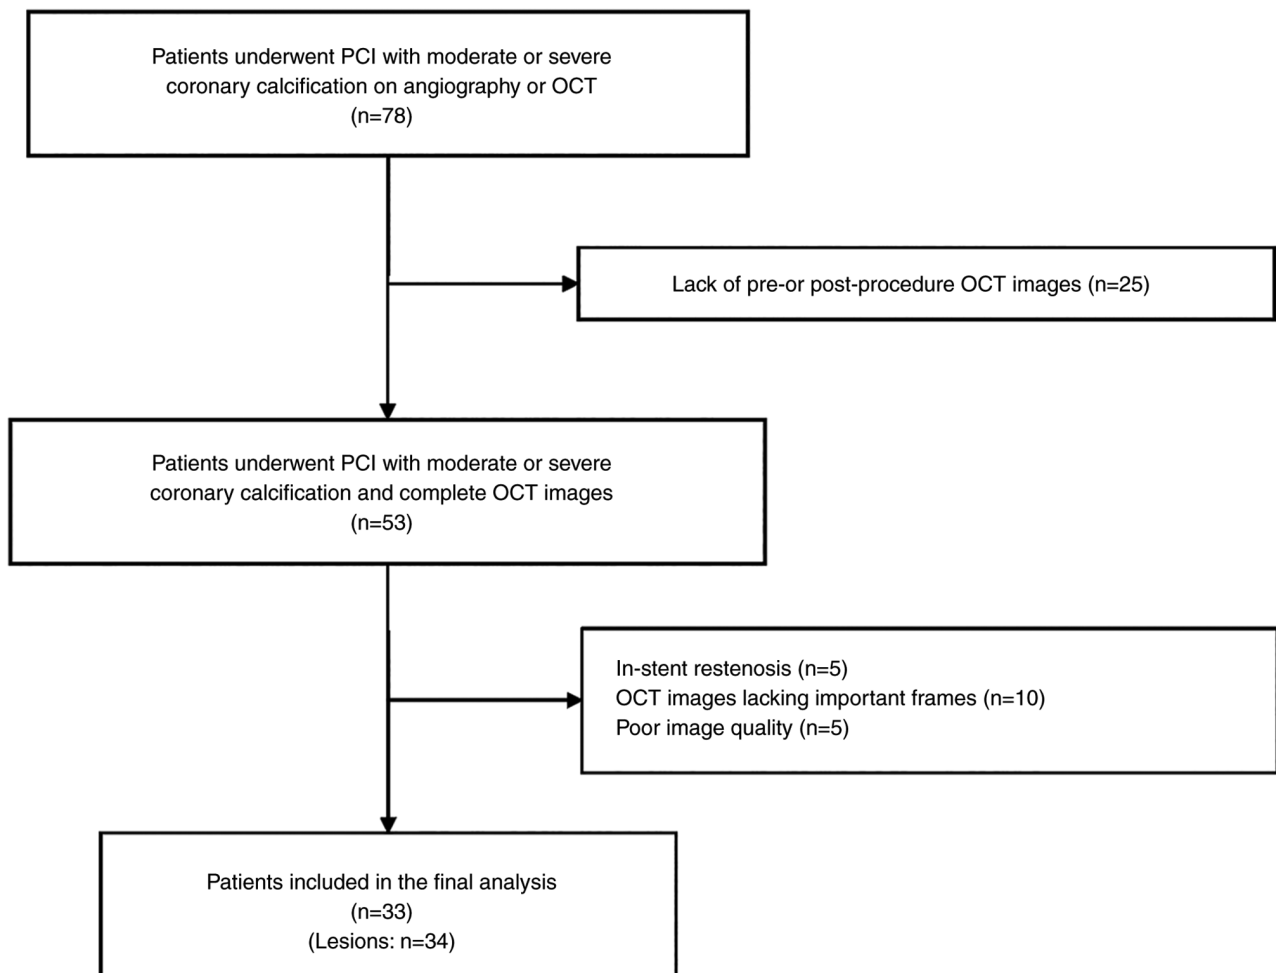 Patients underwent PCI with moderate or severe
coronary calcification on angiography or OCT
(n=78)
Lack of pre-or post-procedure OCT images (n=25)
Patients underwent PCI with moderate or severe
coronary calcification and complete OCT images
(n=53)
In-stent restenosis (n=5)
OCT images lacking important frames (n=10)
Poor image quality (n=5)
Patients included in the final analysis
(n=33)
(Lesions: n=34)